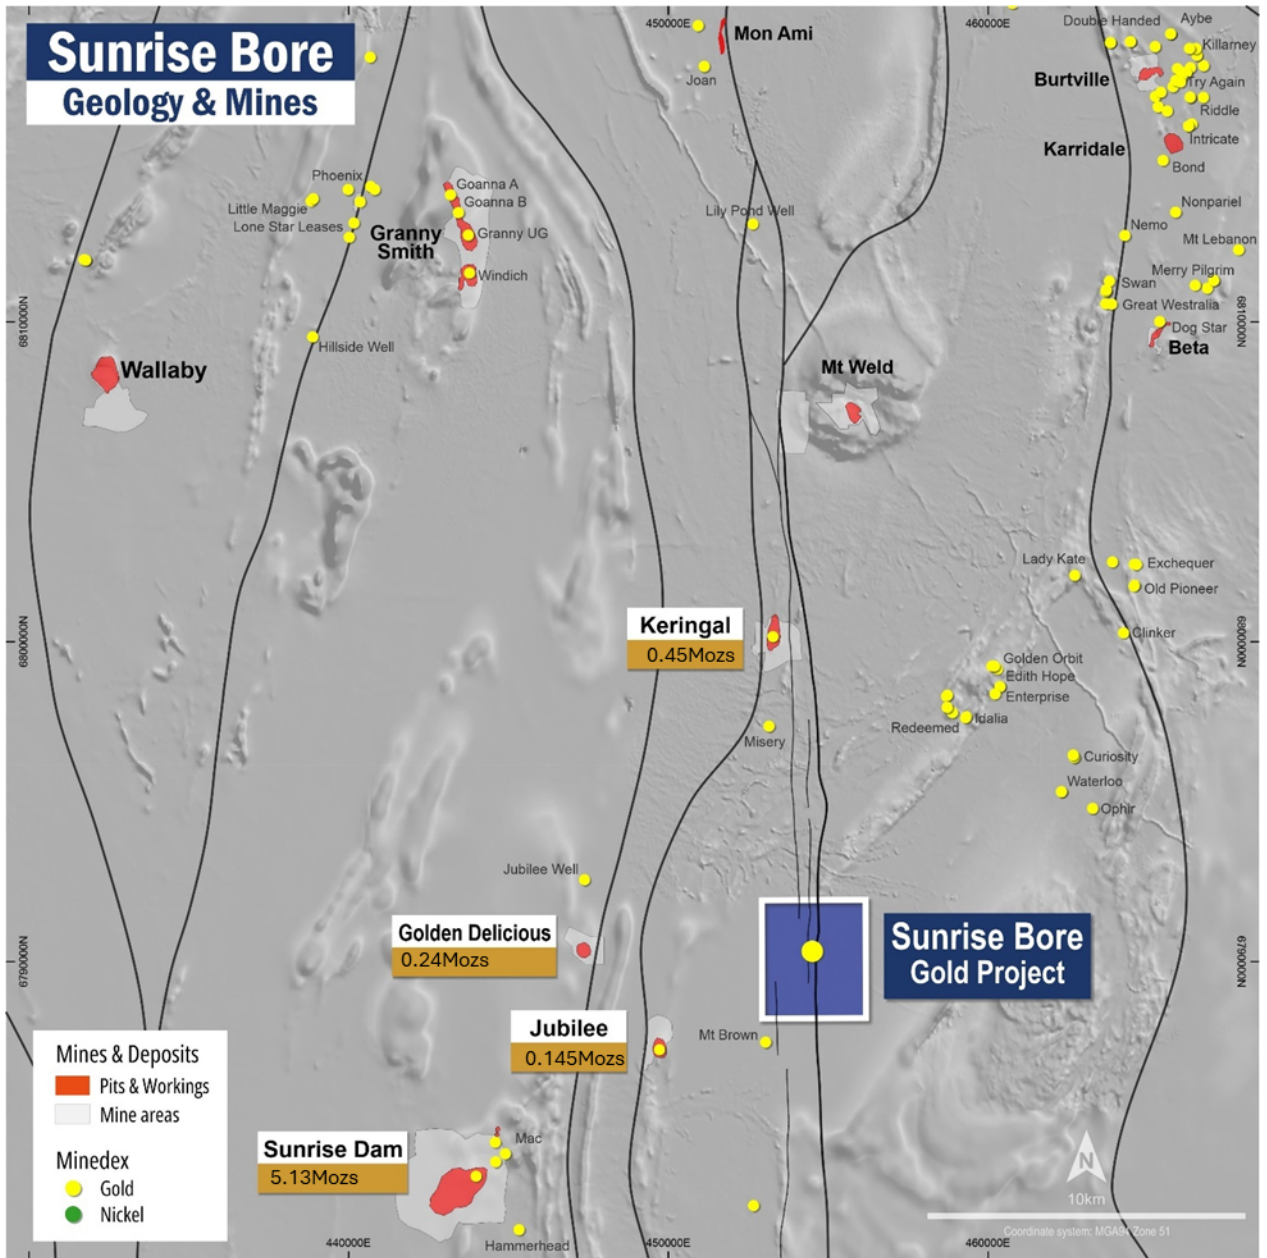 Sunrise Bore
Geology & Mines
450000E
460000E
Mon Ami
Joan
Double Handed
Aybe
Killarney
Burtville
Try Again
Riddle
Karridale
Intricate
Bond
Phoenix
Little Maggie
Lone Star Leases
Granny
Smith
Goanna A
Goanna B
Granny UG
Windich
Lily Pond Well
Nonpariel
Nemo
Mt Lebanon
Merry Pilgrim
Swan
Great Westralia
Dog Star
Beta
6810000N
6810000N
Hillside Well
Wallaby
Mt Weld
Lady Kate
Exchequer
Old Pioneer
Clinker
Keringal
0.45Mozs
6800000N
6800000N
Golden Orbit
Edith Hope
Enterprise
Redeemed
Idalia
Misery
Curiosity
Waterloo
Ophir
Jubilee Well
Golden Delicious
0.24Mozs
Sunrise Bore
Gold Project
6790000N
6790000N
Jubilee
0.145Mozs
Mt Brown
Mines & Deposits
Pits & Workings
Mine areas
Minedex
Gold
Nickel
Mac
Sunrise Dam
5.13Mozs
Hammerhead
N
10km
Coordinate system: MGA94 Zone 51
440000E
450000E
460000E